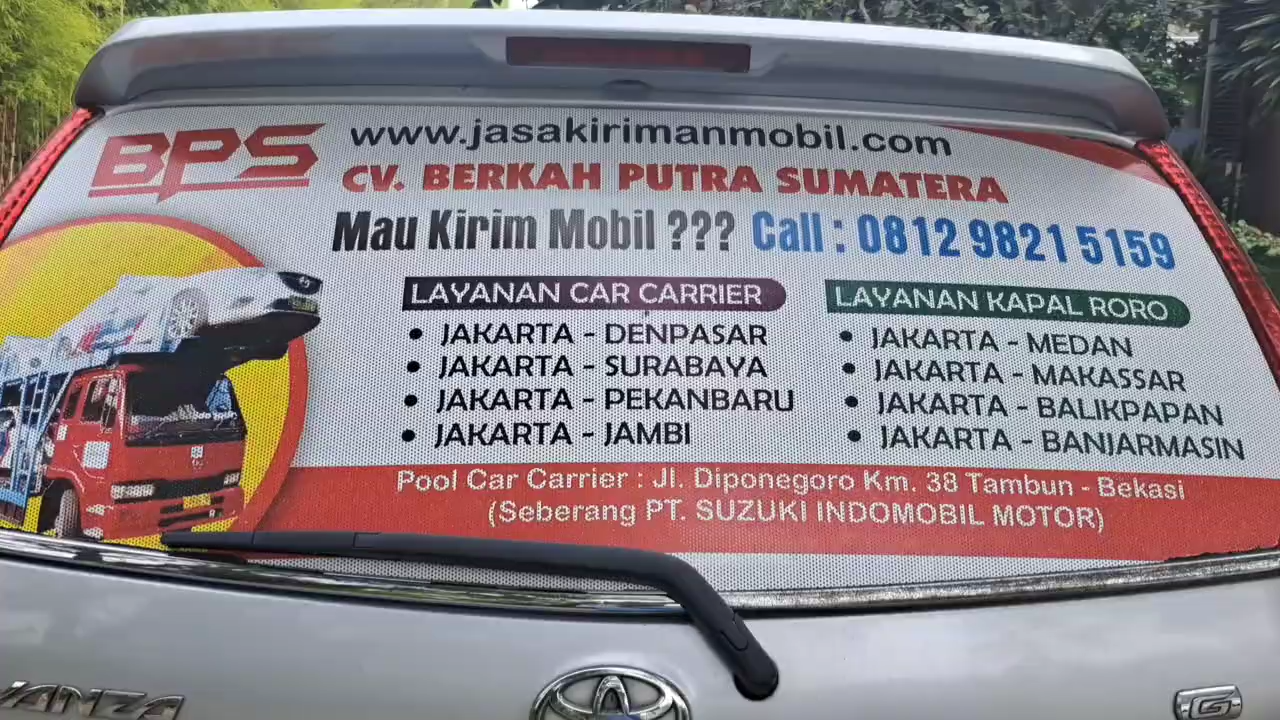 BPS
www.jasakirimanmobil.com
CV. BERKAH PUTRA SUMATERA
Mau Kirim Mobil ??? Call : 0812 9821 5159
LAYANAN CAR CARRIER
• JAKARTA - DENPASAR
• JAKARTA - SURABAYA
• JAKARTA - PEKANBARU
• JAKARTA - JAMBI
LAYANAN KAPAL RORO
• JAKARTA - MEDAN
• JAKARTA - MAKASSAR
• JAKARTA - BALIKPAPAN
• JAKARTA - BANJARMASIN
Pool Car Carrier : Jl. Diponegoro Km. 38 Tambun - Bekasi
(Seberang PT. SUZUKI INDOMOBIL MOTOR)
VANZA
G